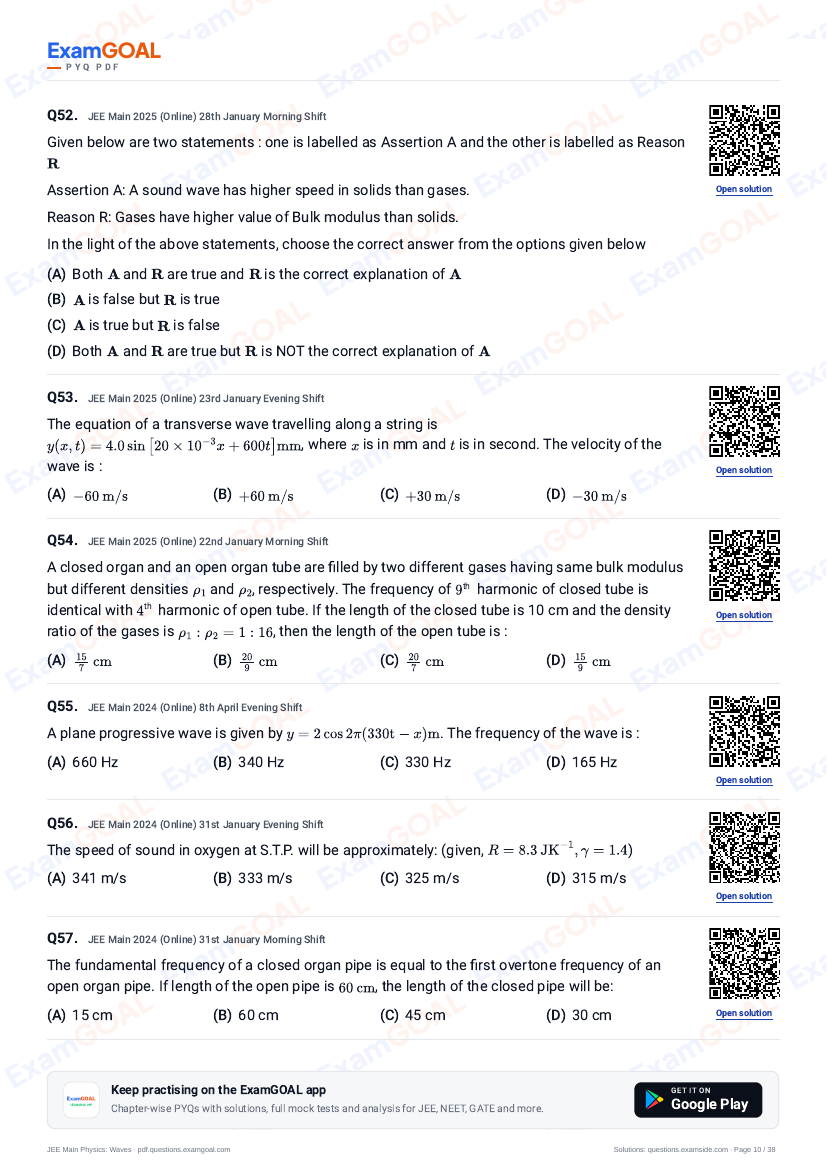 ExamGOAL
PYQ PDF
Q52. JEE Main 2025 (Online) 28th January Morning Shift
Given below are two statements : one is labelled as Assertion A and the other is labelled as Reason
R
Assertion A: A sound wave has higher speed in solids than gases.
Reason R: Gases have higher value of Bulk modulus than solids.
In the light of the above statements, choose the correct answer from the options given below
(A) Both A and R are true and R is the correct explanation of A
(B) A is false but R is true
(C) A is true but R is false
(D) Both A and R are true but R is NOT the correct explanation of A
Open solution
Q53. JEE Main 2025 (Online) 23rd January Evening Shift
The equation of a transverse wave travelling along a string is
y(x, t) = 4.0 sin [20 × 10⁻³x + 600t] mm, where x is in mm and t is in second. The velocity of the
wave is :
(A) −60 m/s (B) +60 m/s (C) +30 m/s (D) −30 m/s
Open solution
Q54. JEE Main 2025 (Online) 22nd January Morning Shift
A closed organ and an open organ tube are filled by two different gases having same bulk modulus
but different densities ρ₁ and ρ₂, respectively. The frequency of 9ᵗʰ harmonic of closed tube is
identical with 4ᵗʰ harmonic of open tube. If the length of the closed tube is 10 cm and the density
ratio of the gases is ρ₁ : ρ₂ = 1 : 16, then the length of the open tube is :
(A) 15/7 cm (B) 20/9 cm (C) 20/7 cm (D) 15/9 cm
Open solution
Q55. JEE Main 2024 (Online) 8th April Evening Shift
A plane progressive wave is given by y = 2 cos 2π(330t − x)m. The frequency of the wave is :
(A) 660 Hz (B) 340 Hz (C) 330 Hz (D) 165 Hz
Open solution
Q56. JEE Main 2024 (Online) 31st January Evening Shift
The speed of sound in oxygen at S.T.P. will be approximately: (given, R = 8.3 JK⁻¹, γ = 1.4)
(A) 341 m/s (B) 333 m/s (C) 325 m/s (D) 315 m/s
Open solution
Q57. JEE Main 2024 (Online) 31st January Morning Shift
The fundamental frequency of a closed organ pipe is equal to the first overtone frequency of an
open organ pipe. If length of the open pipe is 60 cm, the length of the closed pipe will be:
(A) 15 cm (B) 60 cm (C) 45 cm (D) 30 cm
Open solution
ExamGOAL
Keep practising on the ExamGOAL app
Chapter-wise PYQs with solutions, full mock tests and analysis for JEE, NEET, GATE and more.
GET IT ON
Google Play
JEE Main Physics: Waves · pdf.questions.examgoal.com
Solutions: questions.examside.com · Page 10 / 38